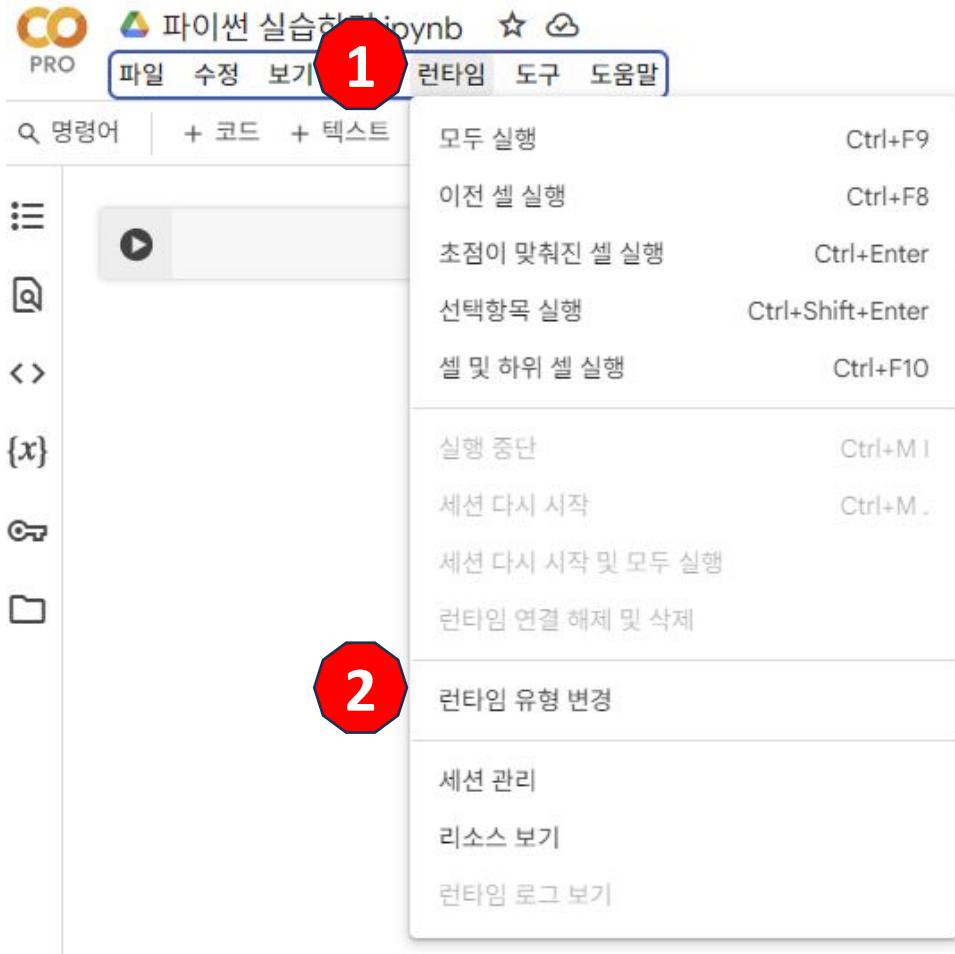 CO 파이썬 실습하기.ipynb
PRO
파일 수정 보기 1 런타임 도구 도움말
명령어 + 코드 + 텍스트
모두 실행 Ctrl+F9
이전 셀 실행 Ctrl+F8
초점이 맞춰진 셀 실행 Ctrl+Enter
선택항목 실행 Ctrl+Shift+Enter
셀 및 하위 셀 실행 Ctrl+F10
{x}
실행 중단 Ctrl+M I
세션 다시 시작 Ctrl+M .
세션 다시 시작 및 모두 실행
런타임 연결 해제 및 삭제
2 런타임 유형 변경
세션 관리
리소스 보기
런타임 로그 보기